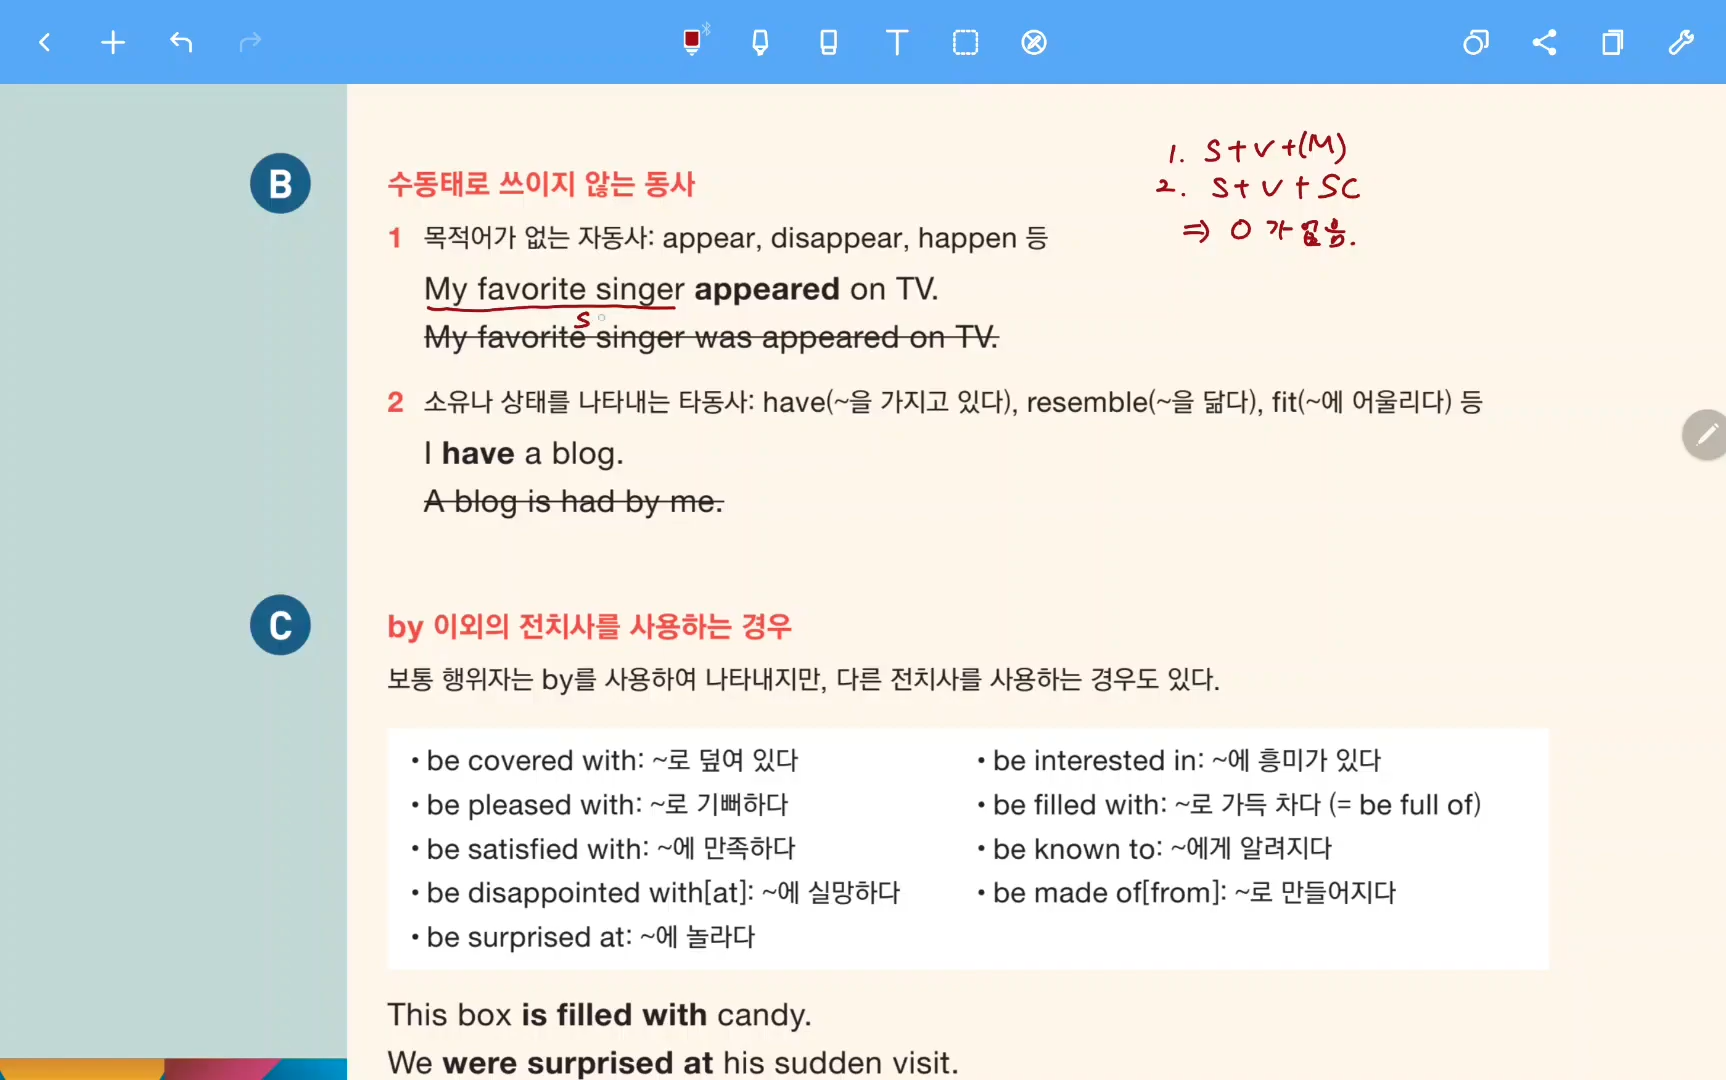 1. S+V+(M)
2. S+V+SC
⇒ O가 없음.
B
수동태로 쓰이지 않는 동사
1 목적어가 없는 자동사: appear, disappear, happen 등
My favorite singer appeared on TV.
S
My favorite singer was appeared on TV.
2 소유나 상태를 나타내는 타동사: have(~을 가지고 있다), resemble(~을 닮다), fit(~에 어울리다) 등
I have a blog.
A blog is had by me.
C
by 이외의 전치사를 사용하는 경우
보통 행위자는 by를 사용하여 나타내지만, 다른 전치사를 사용하는 경우도 있다.
• be covered with: ~로 덮여 있다
• be pleased with: ~로 기뻐하다
• be satisfied with: ~에 만족하다
• be disappointed with[at]: ~에 실망하다
• be surprised at: ~에 놀라다
• be interested in: ~에 흥미가 있다
• be filled with: ~로 가득 차다 (= be full of)
• be known to: ~에게 알려지다
• be made of[from]: ~로 만들어지다
This box is filled with candy.
We were surprised at his sudden visit.